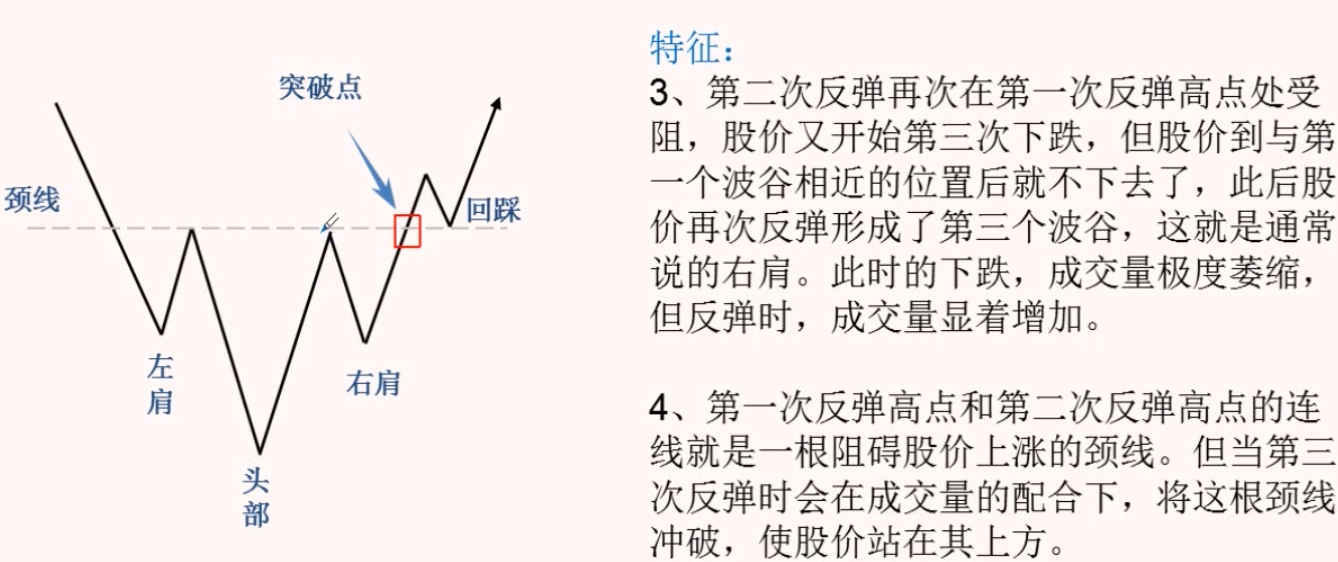 突破点
颈线
回踩
左
肩
右肩
头
部
特征：
3、第二次反弹再次在第一次反弹高点处受
阻，股价又开始第三次下跌，但股价到与第
一个波谷相近的位置后就不下去了，此后股
价再次反弹形成了第三个波谷，这就是通常
说的右肩。此时的下跌，成交量极度萎缩，
但反弹时，成交量显着增加。
4、第一次反弹高点和第二次反弹高点的连
线就是一根阻碍股价上涨的颈线。但当第三
次反弹时会在成交量的配合下，将这根颈线
冲破，使股价站在其上方。